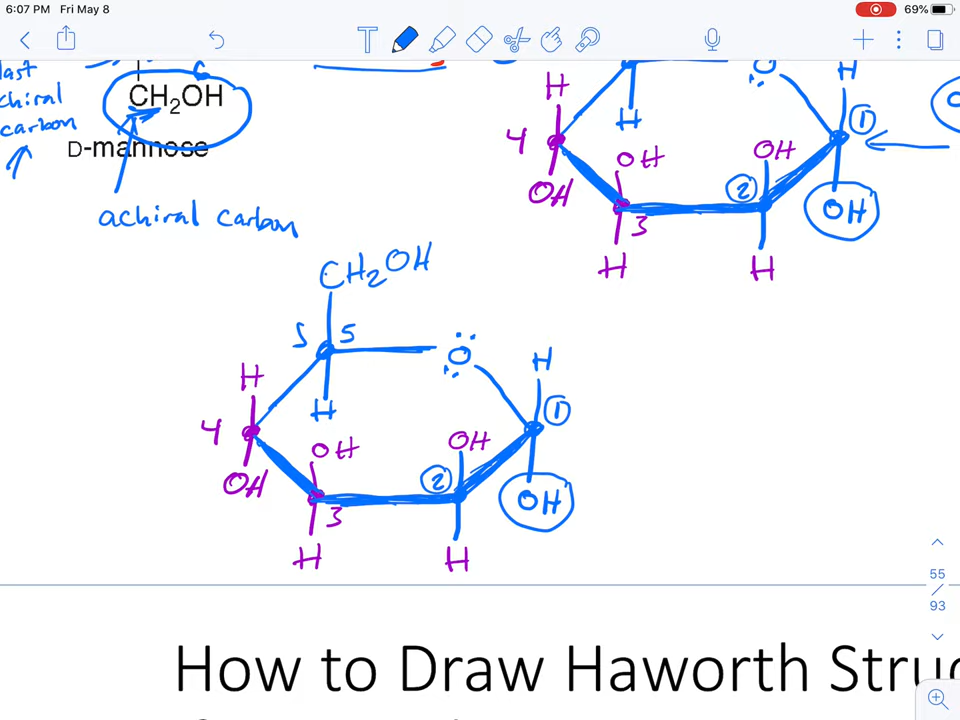 6:07 PM Fri May 8
69%
T
last
chiral
carbon
6
CH₂OH
D-mannose
achiral carbon
H
O
H
H
①
4
OH
OH
OH
②
OH
3
H
H
CH₂OH
S 5
O
H
H
①
H
4
OH
OH
②
OH
OH
3
H
H
55
93
How to Draw Haworth Struc